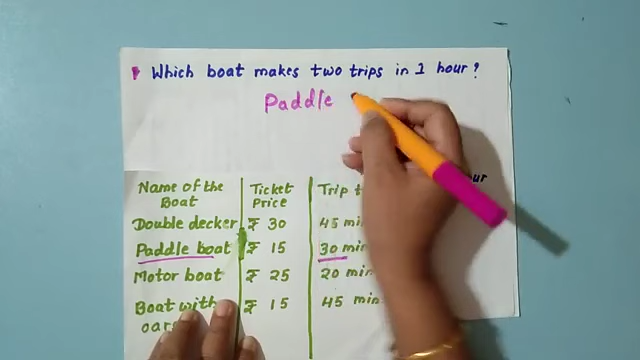 Which boat makes two trips in 1 hour?
Paddle
our
Name of the Boat Ticket Price Trip
Double decker ₹ 30 45 min
Paddle boat ₹ 15 30 min
Motor boat ₹ 25 20 min
Boat with oars ₹ 15 45 min